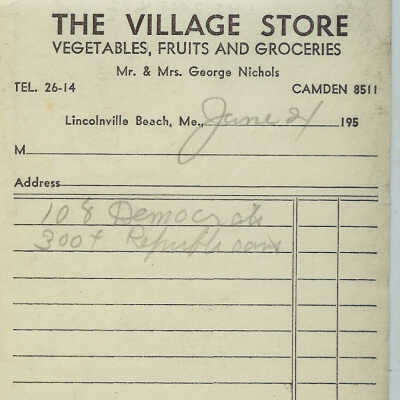 THE VILLAGE STORE
VEGETABLES, FRUITS AND GROCERIES
Mr. & Mrs. George Nichols
TEL. 26-14 CAMDEN 8511
Lincolnville Beach, Me., June 21 195
M
Address
108 Democrats
300+ Republicans